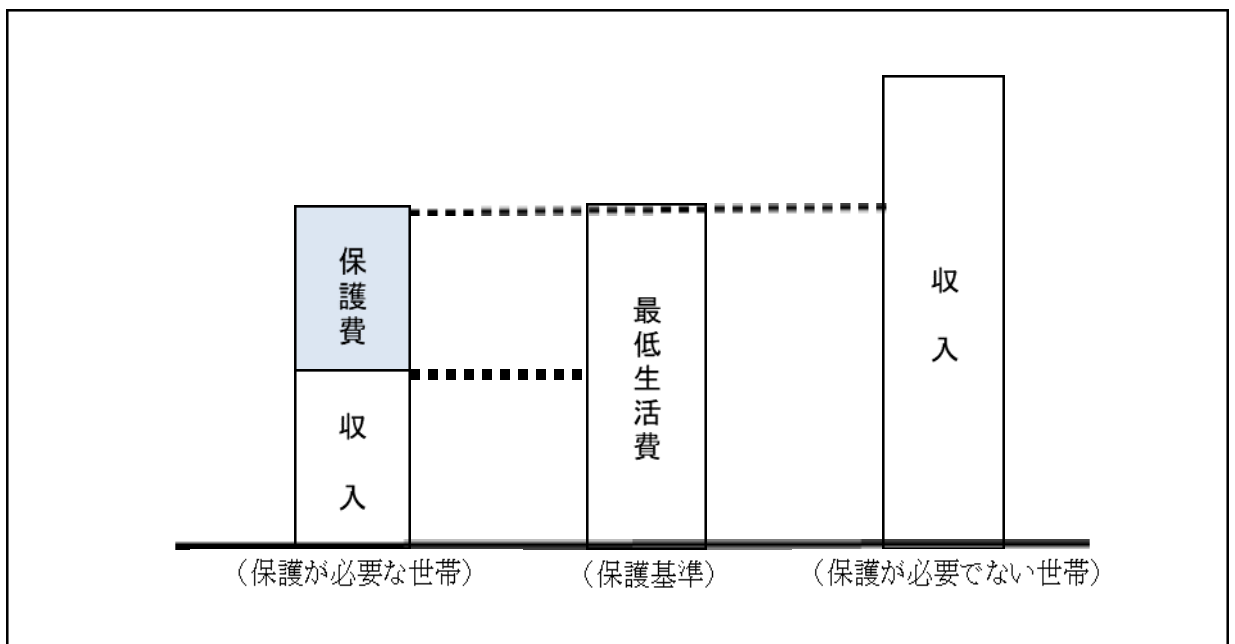 保護費
収入
最低生活費
収入
（保護が必要な世帯）
（保護基準）
（保護が必要でない世帯）